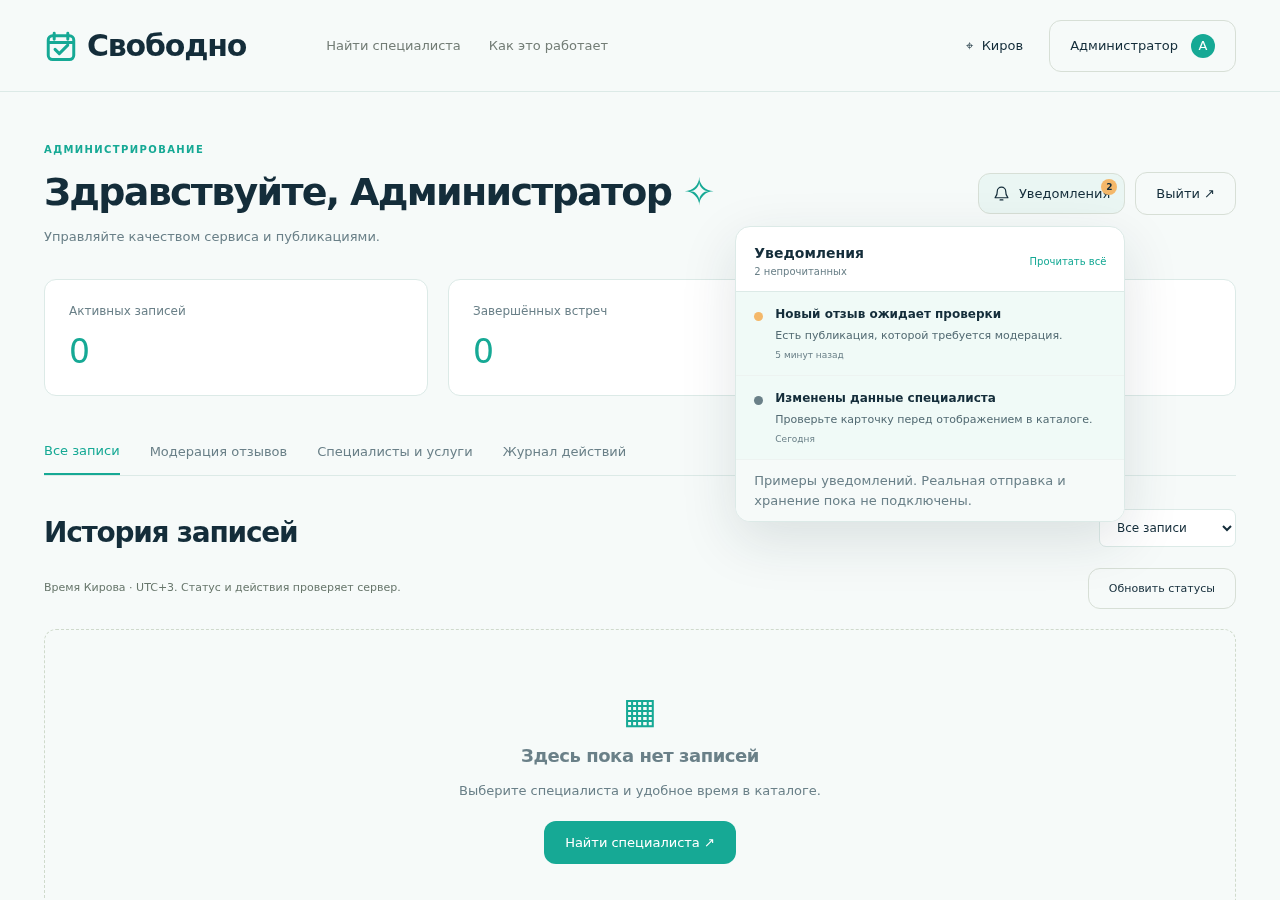 Свободно
Найти специалиста
Как это работает
⌖ Киров
Администратор
А
АДМИНИСТРИРОВАНИЕ
Здравствуйте, Администратор ✧
Управляйте качеством сервиса и публикациями.
Уведомления
2
Выйти ↗
Уведомления
2 непрочитанных
Прочитать всё
Новый отзыв ожидает проверки
Есть публикация, которой требуется модерация.
5 минут назад
Изменены данные специалиста
Проверьте карточку перед отображением в каталоге.
Сегодня
Примеры уведомлений. Реальная отправка и
хранение пока не подключены.
Активных записей
0
Завершённых встреч
0
Все записи
Модерация отзывов
Специалисты и услуги
Журнал действий
История записей
Все записи
Время Кирова · UTC+3. Статус и действия проверяет сервер.
Обновить статусы
Здесь пока нет записей
Выберите специалиста и удобное время в каталоге.
Найти специалиста ↗